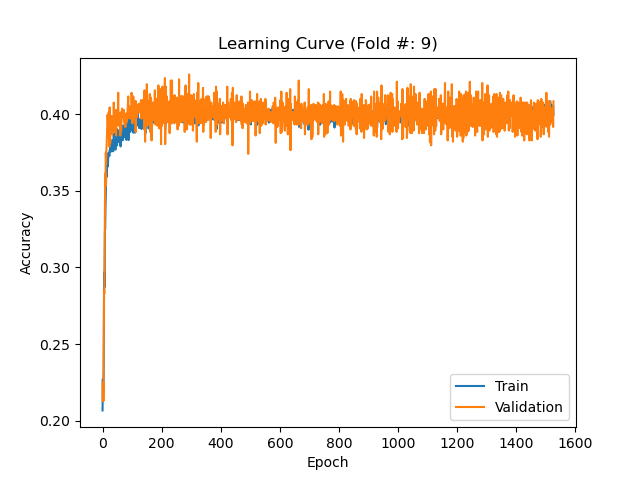 Learning Curve (Fold #: 9)
Accuracy
0.40
0.35
0.30
0.25
0.20
0 200 400 600 800 1000 1200 1400 1600
Epoch
Train
Validation